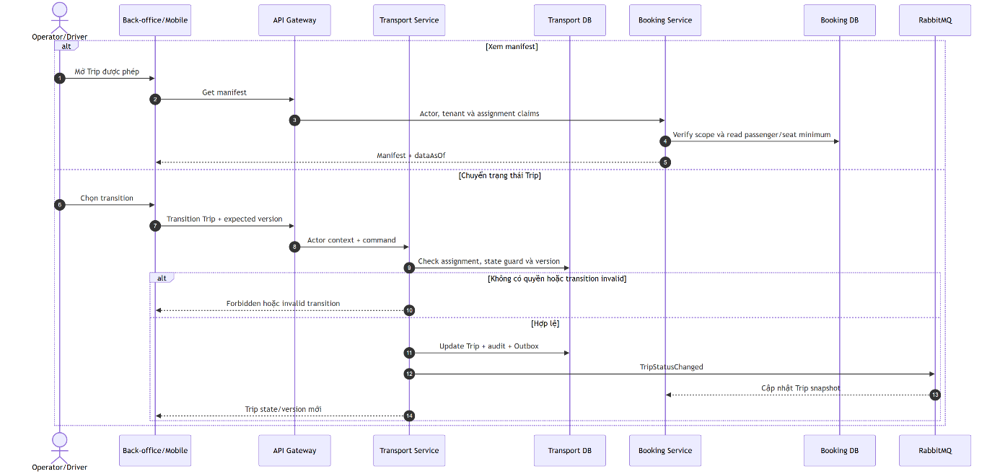 Operator/Driver
Back-office/Mobile
API Gateway
Transport Service
Transport DB
Booking Service
Booking DB
RabbitMQ
alt
[Xem manifest]
1
Mở Trip được phép
2
Get manifest
3
Actor, tenant và assignment claims
4
Verify scope và read passenger/seat minimum
Manifest + dataAsOf
5
[Chuyển trạng thái Trip]
6
Chọn transition
7
Transition Trip + expected version
8
Actor context + command
9
Check assignment, state guard và version
alt
[Không có quyền hoặc transition invalid]
Forbidden hoặc invalid transition
10
[Hợp lệ]
11
Update Trip + audit + Outbox
12
TripStatusChanged
Cập nhật Trip snapshot
13
Trip state/version mới
14
Operator/Driver
Back-office/Mobile
API Gateway
Transport Service
Transport DB
Booking Service
Booking DB
RabbitMQ